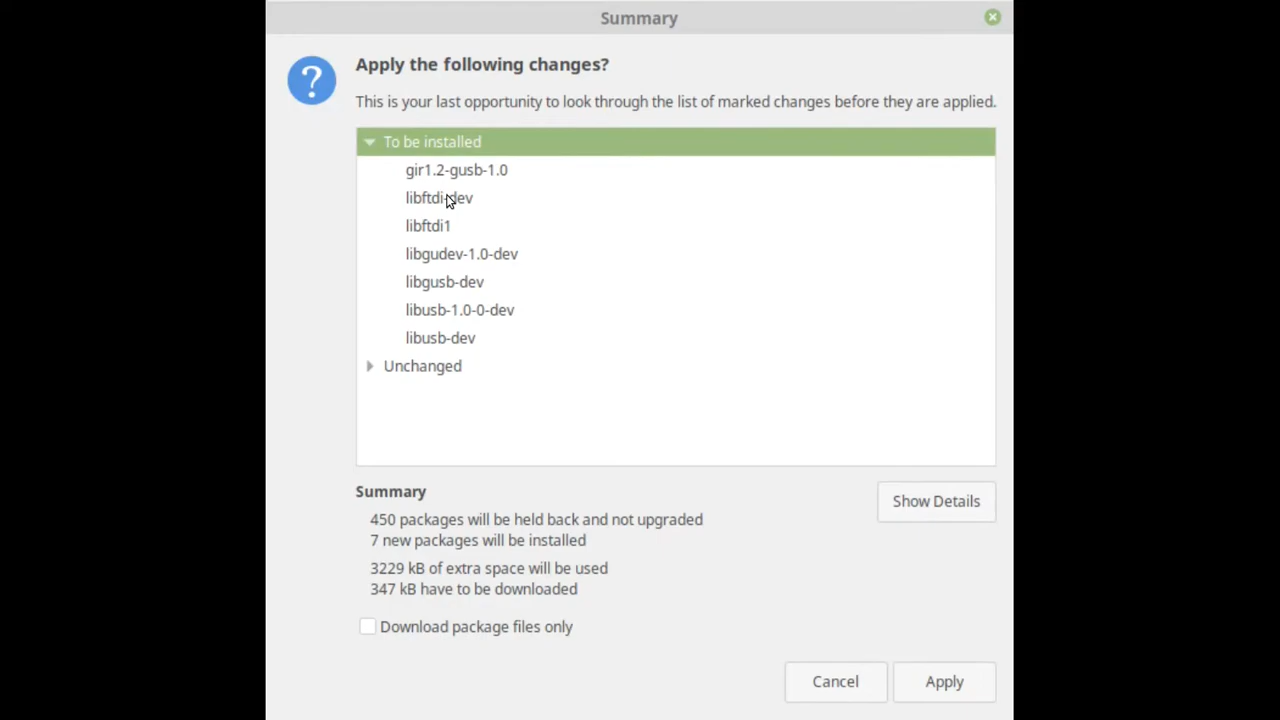 Summary
Apply the following changes?
This is your last opportunity to look through the list of marked changes before they are applied.
To be installed
gir1.2-gusb-1.0
libftdi-dev
libftdi1
libgudev-1.0-dev
libgusb-dev
libusb-1.0-0-dev
libusb-dev
Unchanged
Summary
Show Details
450 packages will be held back and not upgraded
7 new packages will be installed
3229 kB of extra space will be used
347 kB have to be downloaded
Download package files only
Cancel
Apply